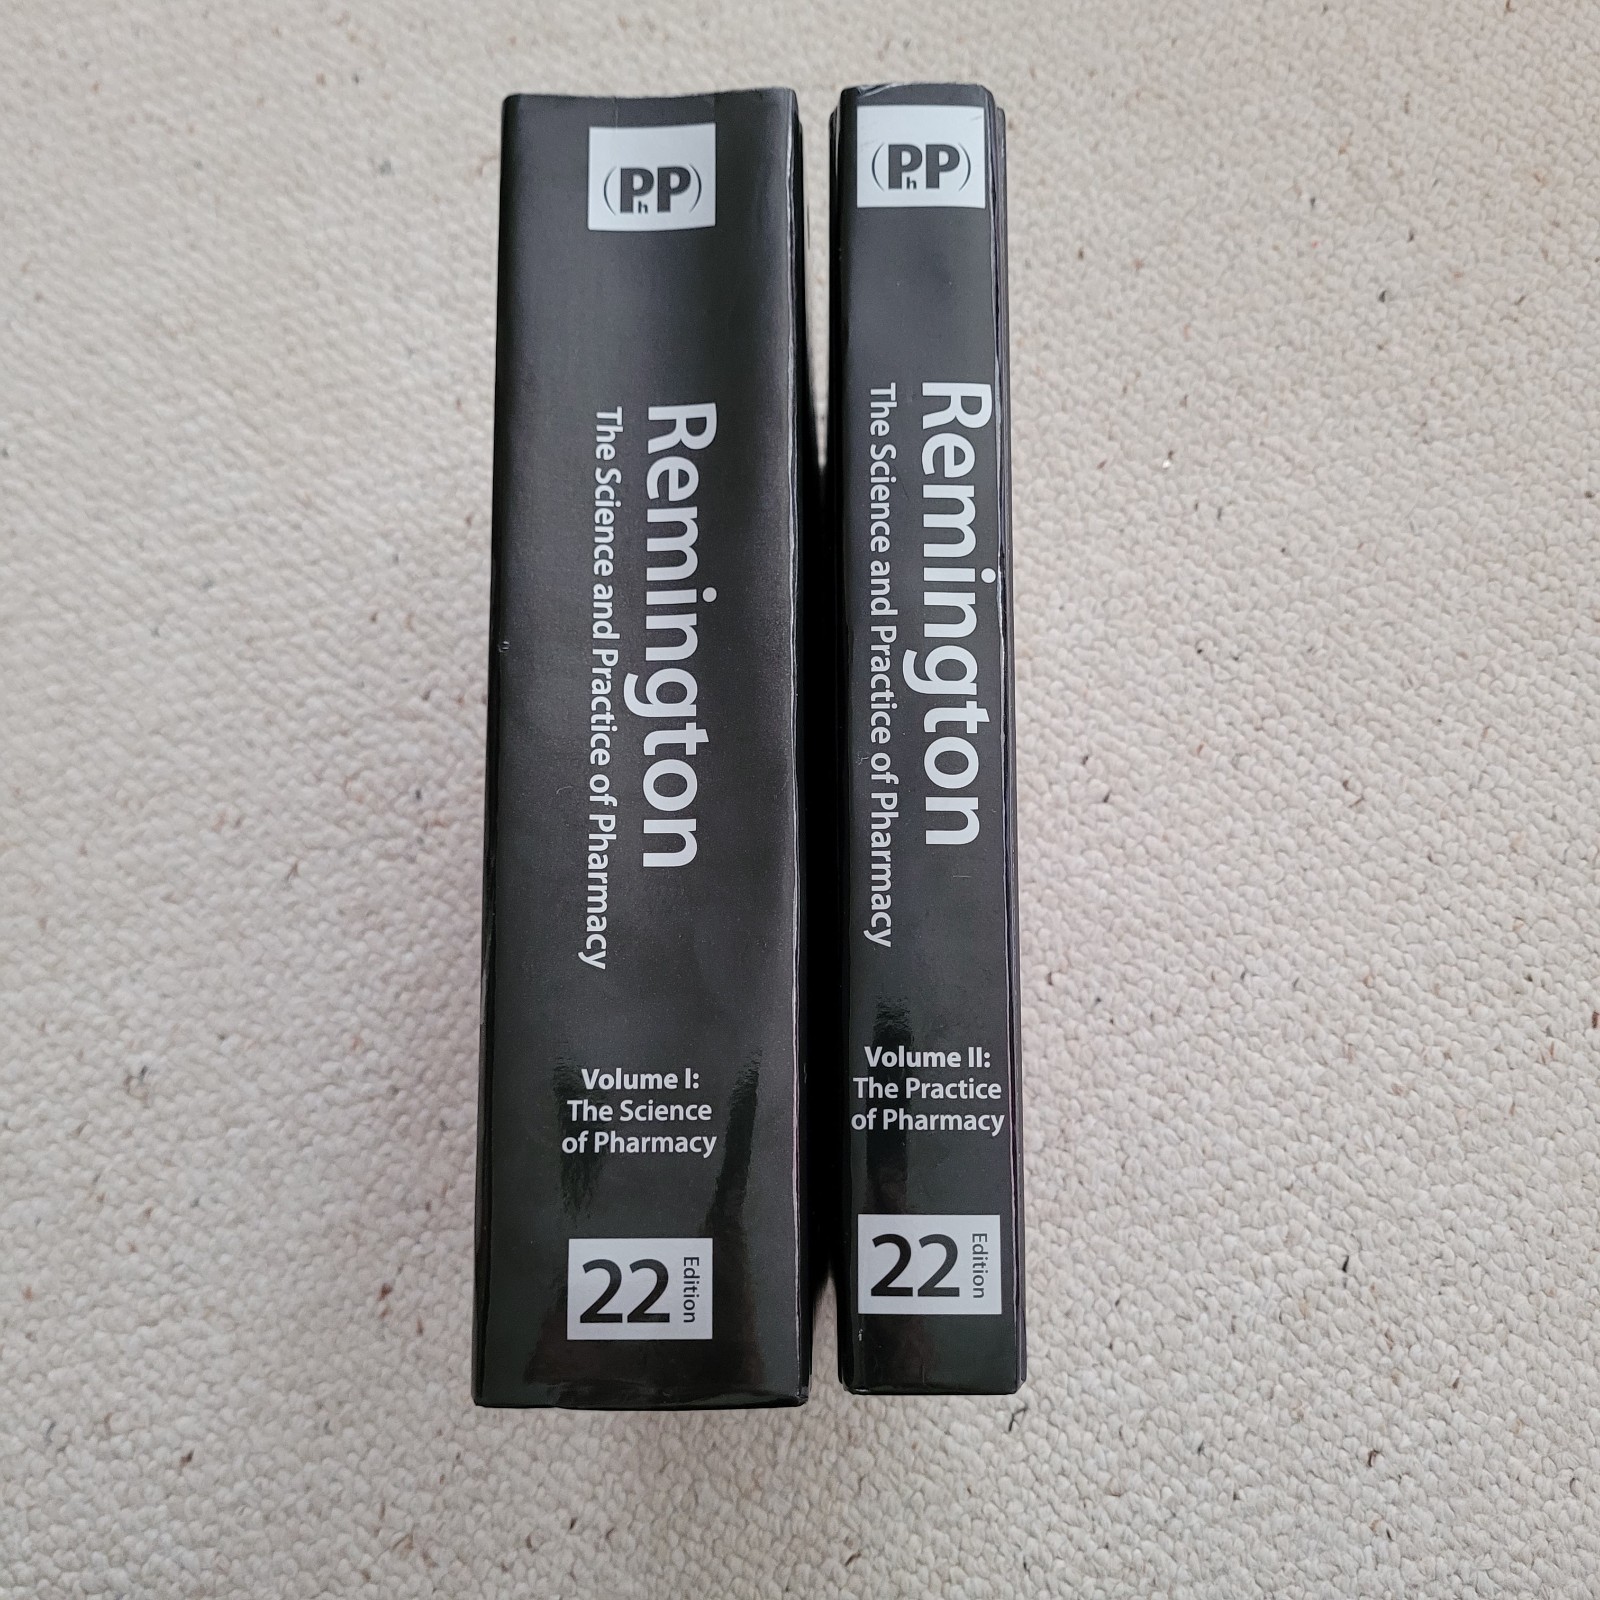 (PhP)
Remington
The Science and Practice of Pharmacy
Volume I:
The Science
of Pharmacy
22 Edition
(PhP)
Remington
The Science and Practice of Pharmacy
Volume II:
The Practice
of Pharmacy
22 Edition